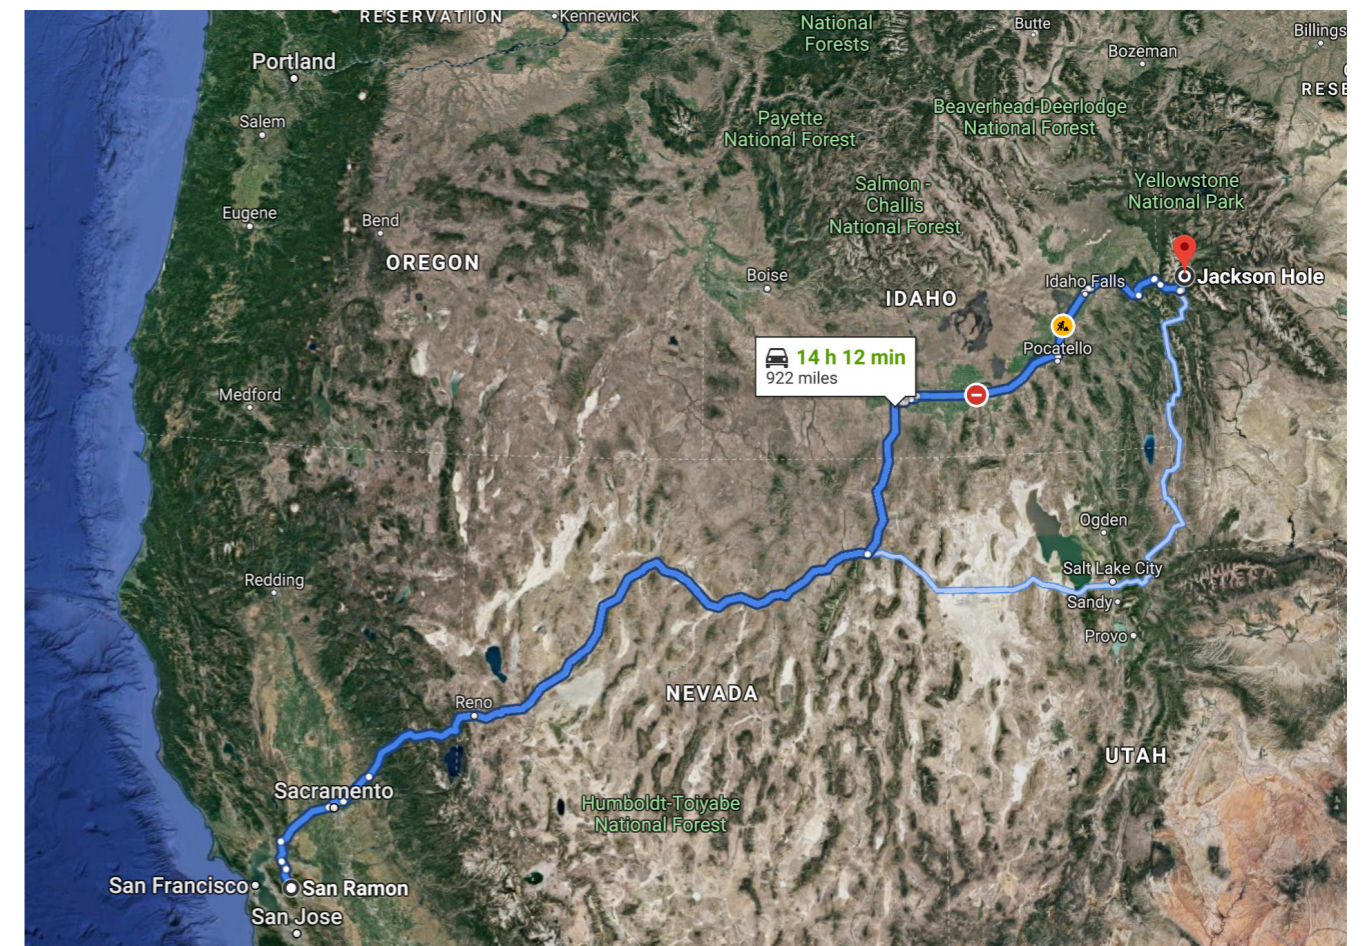 RESERVATION
Kennewick
National
Forests
Butte
Billings
Bozeman
Portland
RESE
Salem
Payette
National Forest
Beaverhead-Deerlodge
National Forest
Salmon -
Challis
National Forest
Yellowstone
National Park
Eugene
Bend
OREGON
Boise
IDAHO
Idaho Falls
Jackson Hole
14 h 12 min
922 miles
Pocatello
Medford
Ogden
Redding
Salt Lake City
Sandy
Provo
Reno
NEVADA
UTAH
Sacramento
Humboldt-Toiyabe
National Forest
San Francisco
San Ramon
San Jose